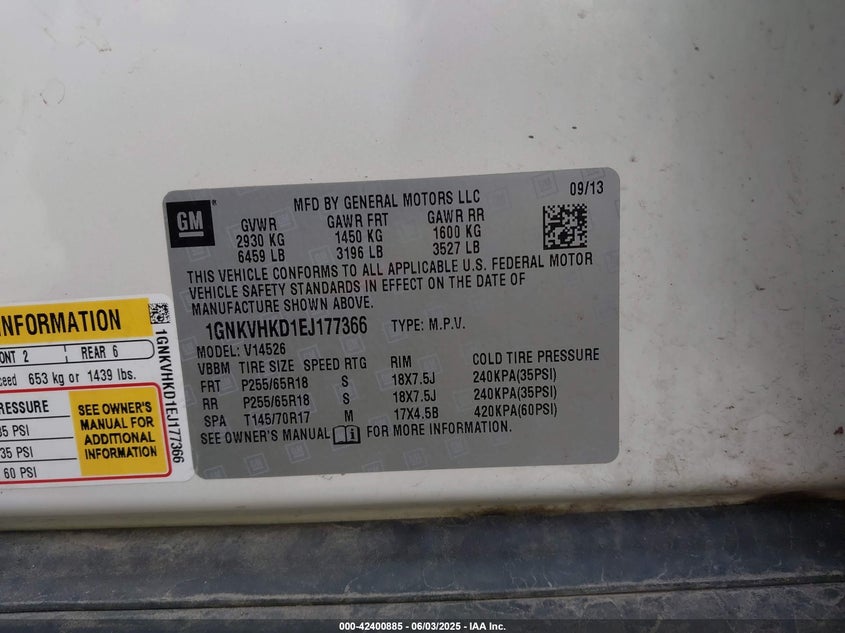 GM
MFD BY GENERAL MOTORS LLC
09/13
GVWR GAWR FRT GAWR RR
2930 KG 1450 KG 1600 KG
6459 LB 3196 LB 3527 LB
THIS VEHICLE CONFORMS TO ALL APPLICABLE U.S. FEDERAL MOTOR
VEHICLE SAFETY STANDARDS IN EFFECT ON THE DATE OF
MANUFACTURE SHOWN ABOVE.
1GNKVHKD1EJ177366 TYPE: M.P.V.
MODEL: V14526
VBBM TIRE SIZE SPEED RTG RIM COLD TIRE PRESSURE
FRT P255/65R18 S 18X7.5J 240KPA(35PSI)
RR P255/65R18 S 18X7.5J 240KPA(35PSI)
SPA T145/70R17 M 17X4.5B 420KPA(60PSI)
SEE OWNER'S MANUAL FOR MORE INFORMATION.
INFORMATION
2 REAR 6
653 kg or 1439 lbs.
SEE OWNER'S
MANUAL FOR
ADDITIONAL
INFORMATION
35 PSI
60 PSI
1GNKVHKD1EJ177366
000-42400885 - 06/03/2025 - IAA Inc.